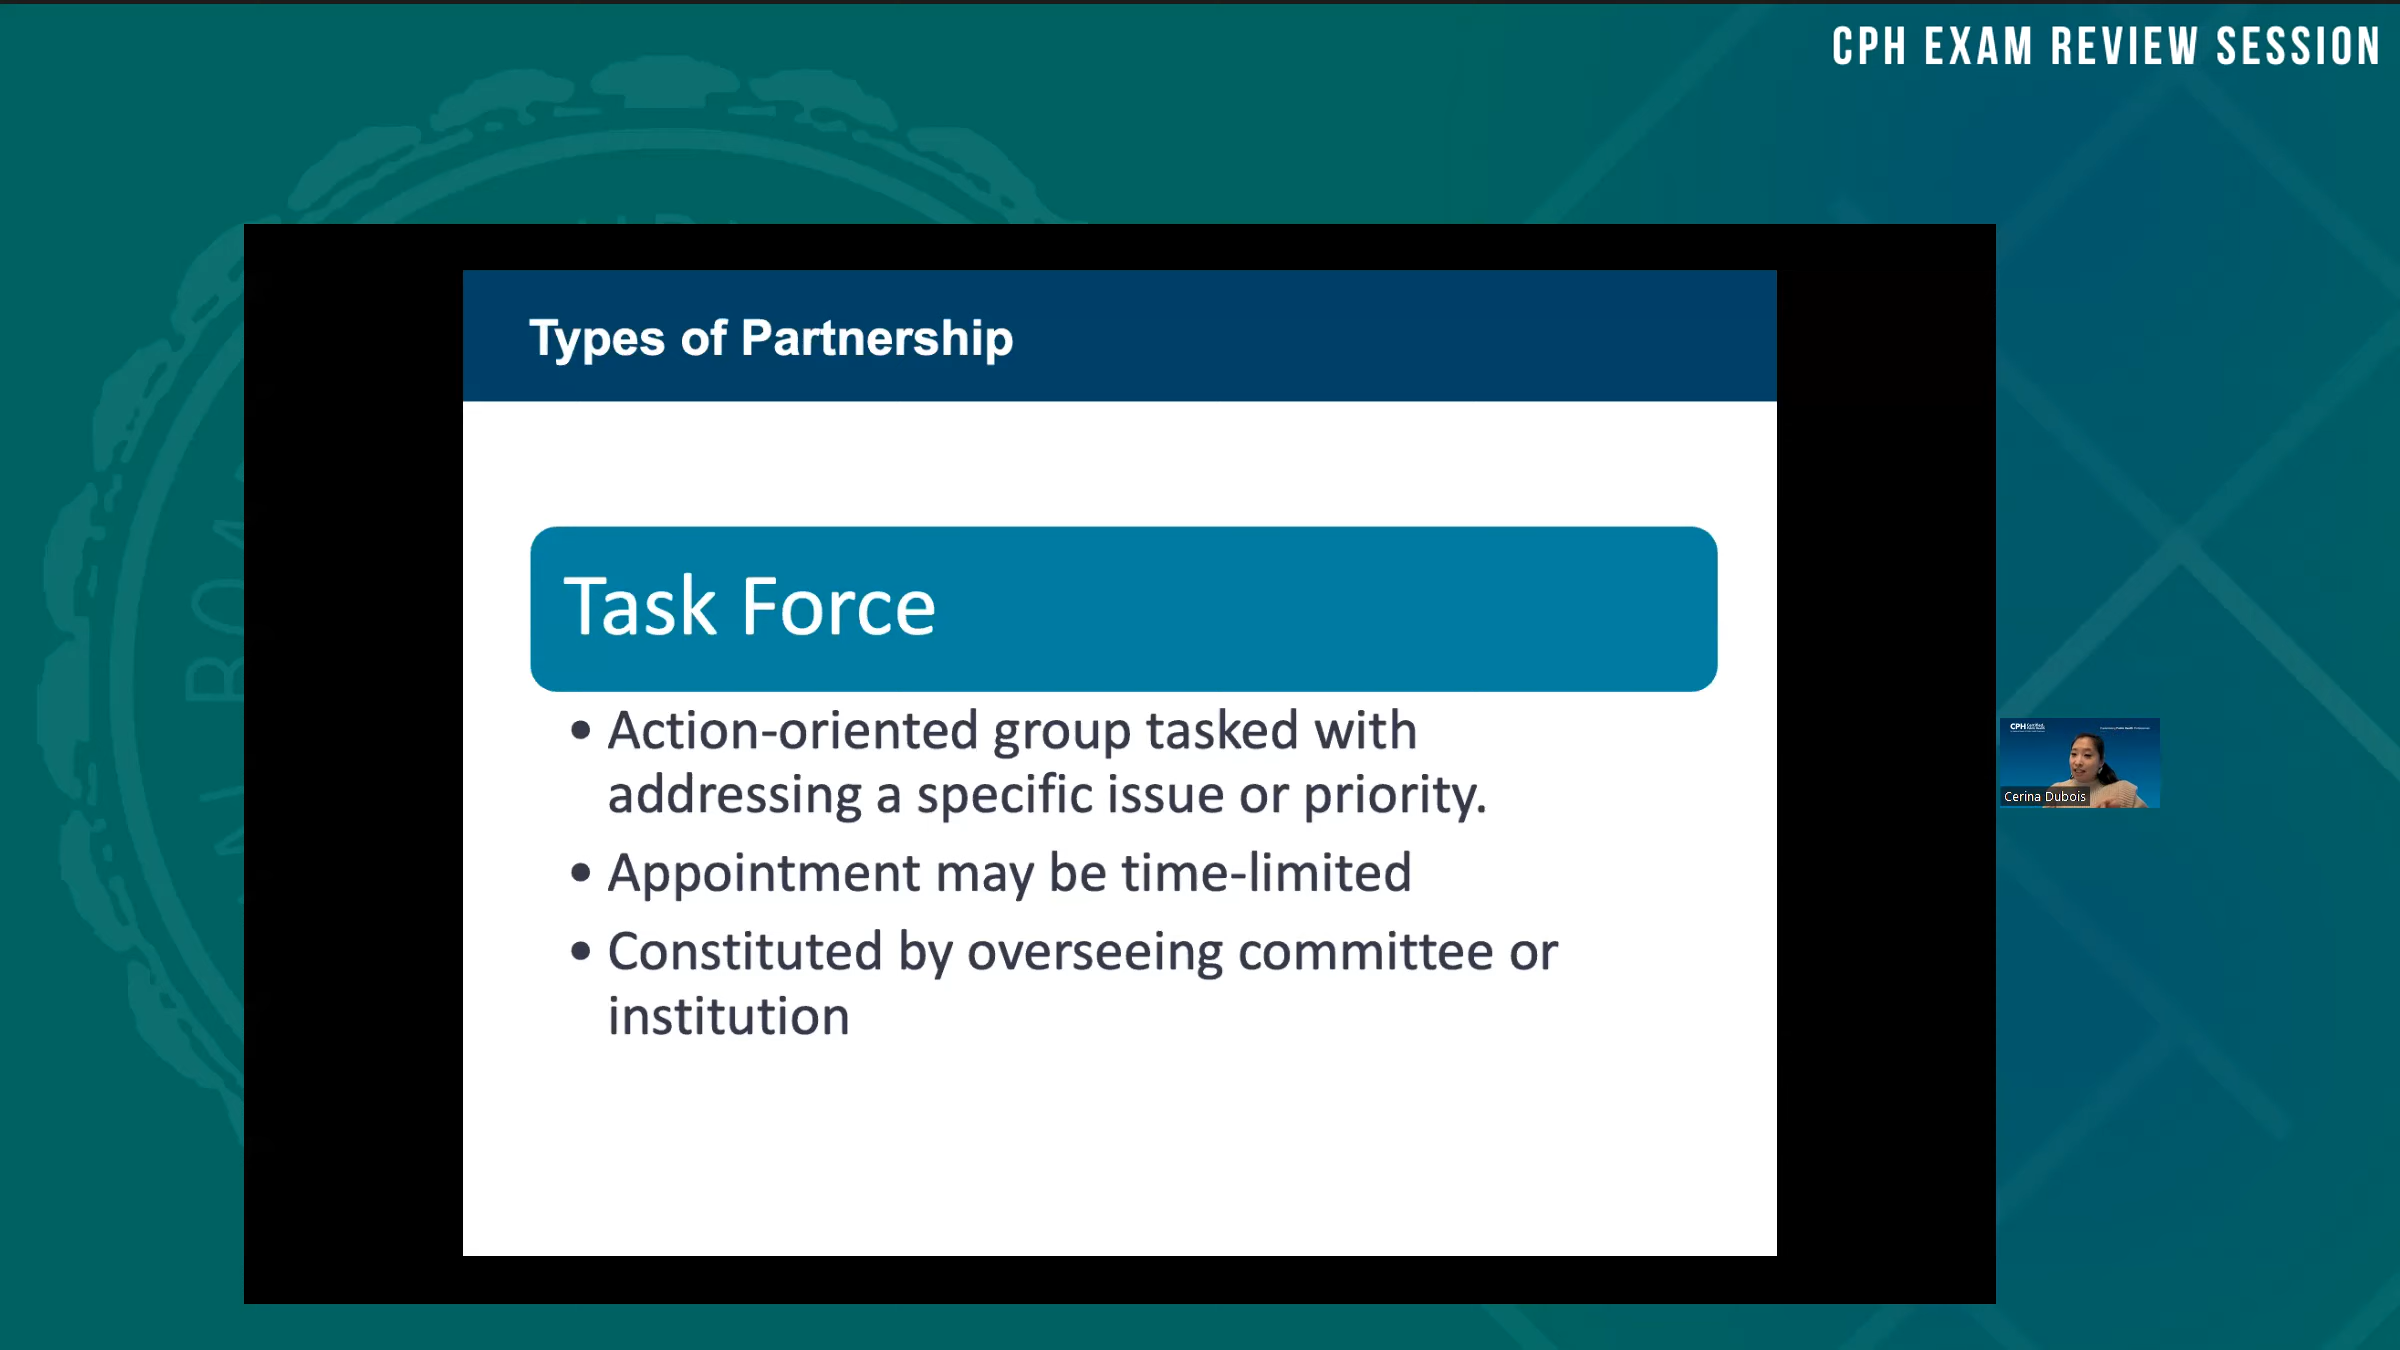 CPH EXAM REVIEW SESSION
Types of Partnership
Task Force
• Action-oriented group tasked with
addressing a specific issue or priority.
• Appointment may be time-limited
• Constituted by overseeing committee or
institution
CPH
Cerina Dubois